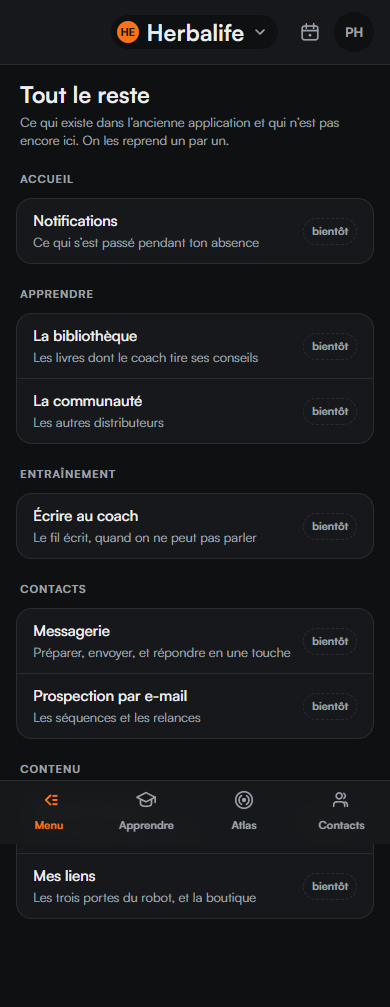 HE Herbalife PH
Tout le reste
Ce qui existe dans l’ancienne application et qui n’est pas
encore ici. On les reprend un par un.
ACCUEIL
Notifications
Ce qui s’est passé pendant ton absence
bientôt
APPRENDRE
La bibliothèque
Les livres dont le coach tire ses conseils
bientôt
La communauté
Les autres distributeurs
bientôt
ENTRAÎNEMENT
Écrire au coach
Le fil écrit, quand on ne peut pas parler
bientôt
CONTACTS
Messagerie
Préparer, envoyer, et répondre en une touche
bientôt
Prospection par e-mail
Les séquences et les relances
bientôt
CONTENU
Menu Apprendre Atlas Contacts
Mes liens
Les trois portes du robot, et la boutique
bientôt